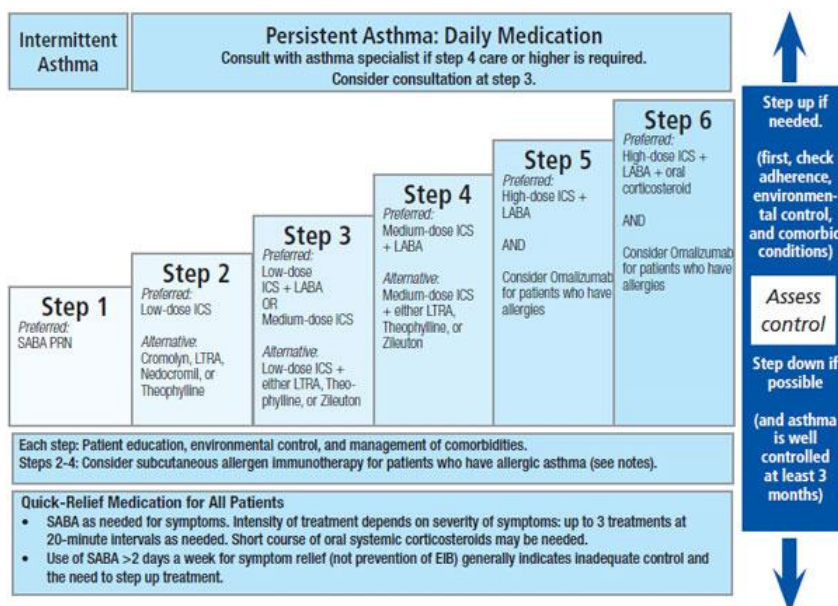 Intermittent
Asthma
Persistent Asthma: Daily Medication
Consult with asthma specialist if step 4 care or higher is required.
Consider consultation at step 3.
Step 1
Preferred:
SABA PRN
Step 2
Preferred:
Low-dose ICS
Alternative:
Cromolyn, LTRA,
Nedocromil, or
Theophylline
Step 3
Preferred:
Low-dose
ICS + LABA
OR
Medium-dose ICS
Alternative:
Low-dose ICS +
either LTRA, Theo-
phylline, or Zileuton
Step 4
Preferred:
Medium-dose ICS
+ LABA
Alternative:
Medium-dose ICS
+ either LTRA,
Theophylline, or
Zileuton
Step 5
Preferred:
High-dose ICS +
LABA
AND
Consider Omalizumab
for patients who have
allergies
Step 6
Preferred:
High-dose ICS +
LABA + oral
corticosteroid
AND
Consider Omalizumab
for patients who have
allergies
Each step: Patient education, environmental control, and management of comorbidities.
Steps 2-4: Consider subcutaneous allergen immunotherapy for patients who have allergic asthma (see notes).
Quick-Relief Medication for All Patients
• SABA as needed for symptoms. Intensity of treatment depends on severity of symptoms: up to 3 treatments at
20-minute intervals as needed. Short course of oral systemic corticosteroids may be needed.
• Use of SABA >2 days a week for symptom relief (not prevention of EIB) generally indicates inadequate control and
the need to step up treatment.
Step up if
needed.
(first, check
adherence,
environmen-
tal control,
and comorbid
conditions)
Assess
control
Step down if
possible
(and asthma
is well
controlled
at least 3
months)